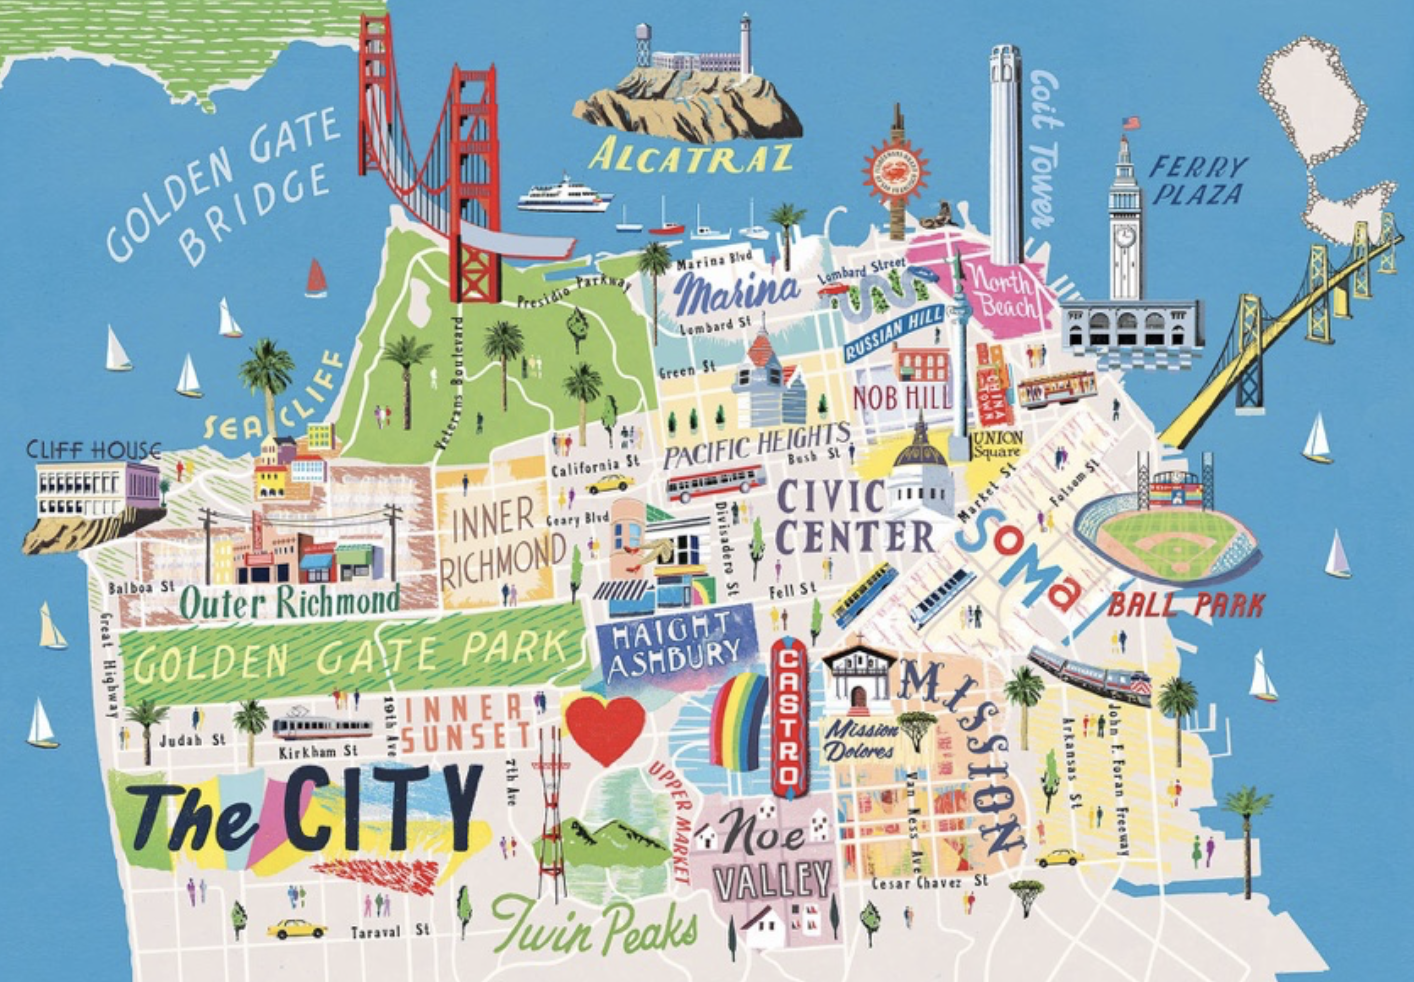 GOLDEN GATE
BRIDGE
ALCATRAZ
Coit Tower
FERRY
PLAZA
Marina Blvd
Marina
Lombard Street
North
Beach
Presidio Parkway
Lombard St
RUSSIAN HILL
Veterans Boulevard
Green St
NOB HILL
CHINA
TOWN
SEA CLIFF
CLIFF HOUSE
PACIFIC HEIGHTS
UNION
Square
California St
Bush St
Market St
Folsom St
INNER
RICHMOND
Geary Blvd
Divisadero St
CIVIC
CENTER
SoMa
Balboa St
Outer Richmond
Fell St
BALL PARK
Great Highway
GOLDEN GATE PARK
HAIGHT
ASHBURY
CASTRO
MISSION
Mission
Dolores
INNER
SUNSET
19th Ave
Judah St
Kirkham St
7th Ave
UPPER MARKET
Arkansas St
John F. Foran Freeway
The CITY
Noe
VALLEY
Van Ness Ave
Cesar Chavez St
Twin Peaks
Taraval St